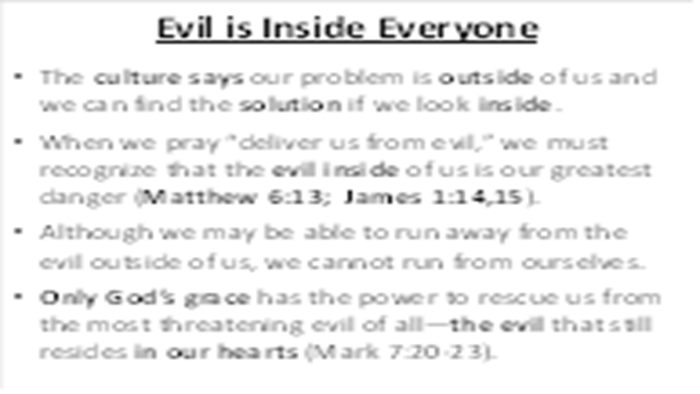 Evil is Inside Everyone
• The culture says our problem is outside of us and
we can find the solution if we look inside.
• When we pray "deliver us from evil," we must
recognize that the evil inside of us is our greatest
danger (Matthew 6:13; James 1:14,15).
• Although we may be able to run away from the
evil outside of us, we cannot run from ourselves.
• Only God's grace has the power to rescue us from
the most threatening evil of all—the evil that still
resides in our hearts (Mark 7:20-23).